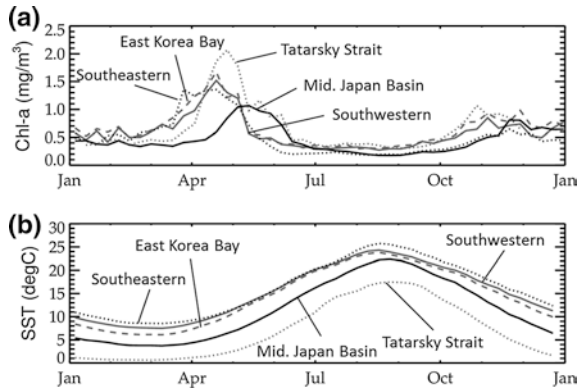 (a)
Chl-a (mg/m³)
2.5
2.0
1.5
1.0
0.5
0.0
East Korea Bay
Tatarsky Strait
Southeastern
Mid. Japan Basin
Southwestern
Jan Apr Jul Oct Jan
(b)
SST (degC)
30
25
20
15
10
5
0
East Korea Bay
Southwestern
Southeastern
Tatarsky Strait
Mid. Japan Basin
Jan Apr Jul Oct Jan